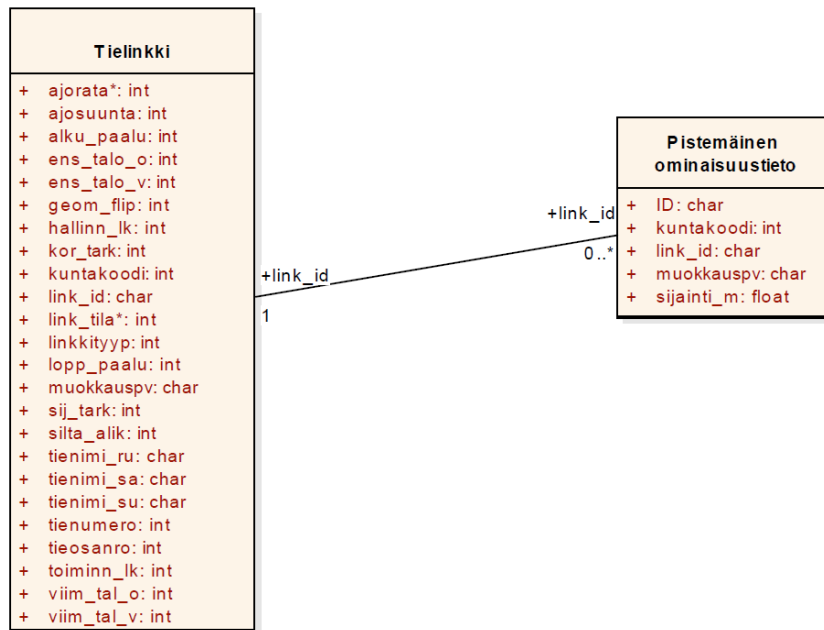 Tielinkki
+ ajorata*: int
+ ajosuunta: int
+ alku_paalu: int
+ ens_talo_o: int
+ ens_talo_v: int
+ geom_flip: int
+ hallinn_lk: int
+ kor_tark: int
+ kuntakoodi: int
+ link_id: char
+ link_tila*: int
+ linkkityyp: int
+ lopp_paalu: int
+ muokkauspv: char
+ sij_tark: int
+ silta_alik: int
+ tienimi_ru: char
+ tienimi_sa: char
+ tienimi_su: char
+ tienumero: int
+ tieosanro: int
+ toiminn_lk: int
+ viim_tal_o: int
+ viim_tal_v: int
+link_id
1
+link_id
0..*
Pistemäinen
ominaisuustieto
+ ID: char
+ kuntakoodi: int
+ link_id: char
+ muokkauspv: char
+ sijainti_m: float